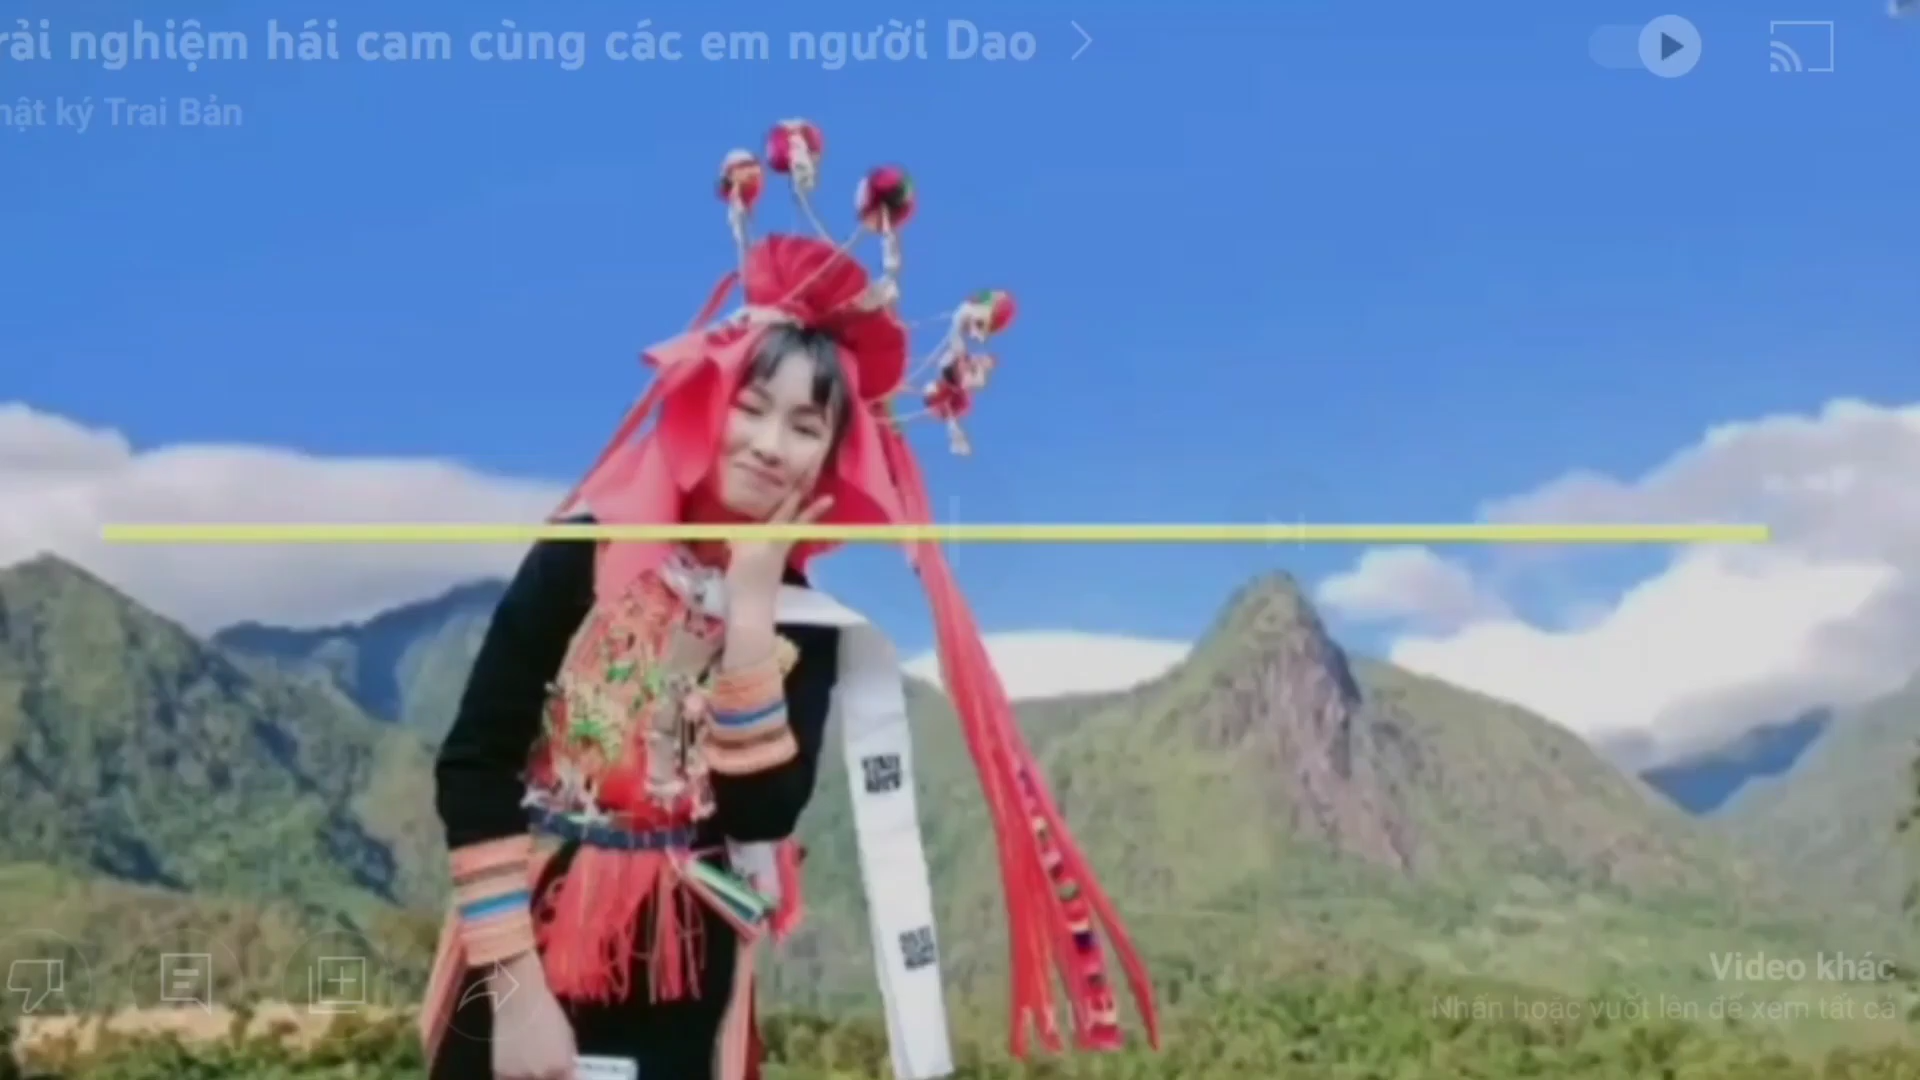 rải nghiệm hái cam cùng các em người Dao
hật ký Trai Bản
Video khác
Nhấn hoặc vuốt lên để xem tất cả